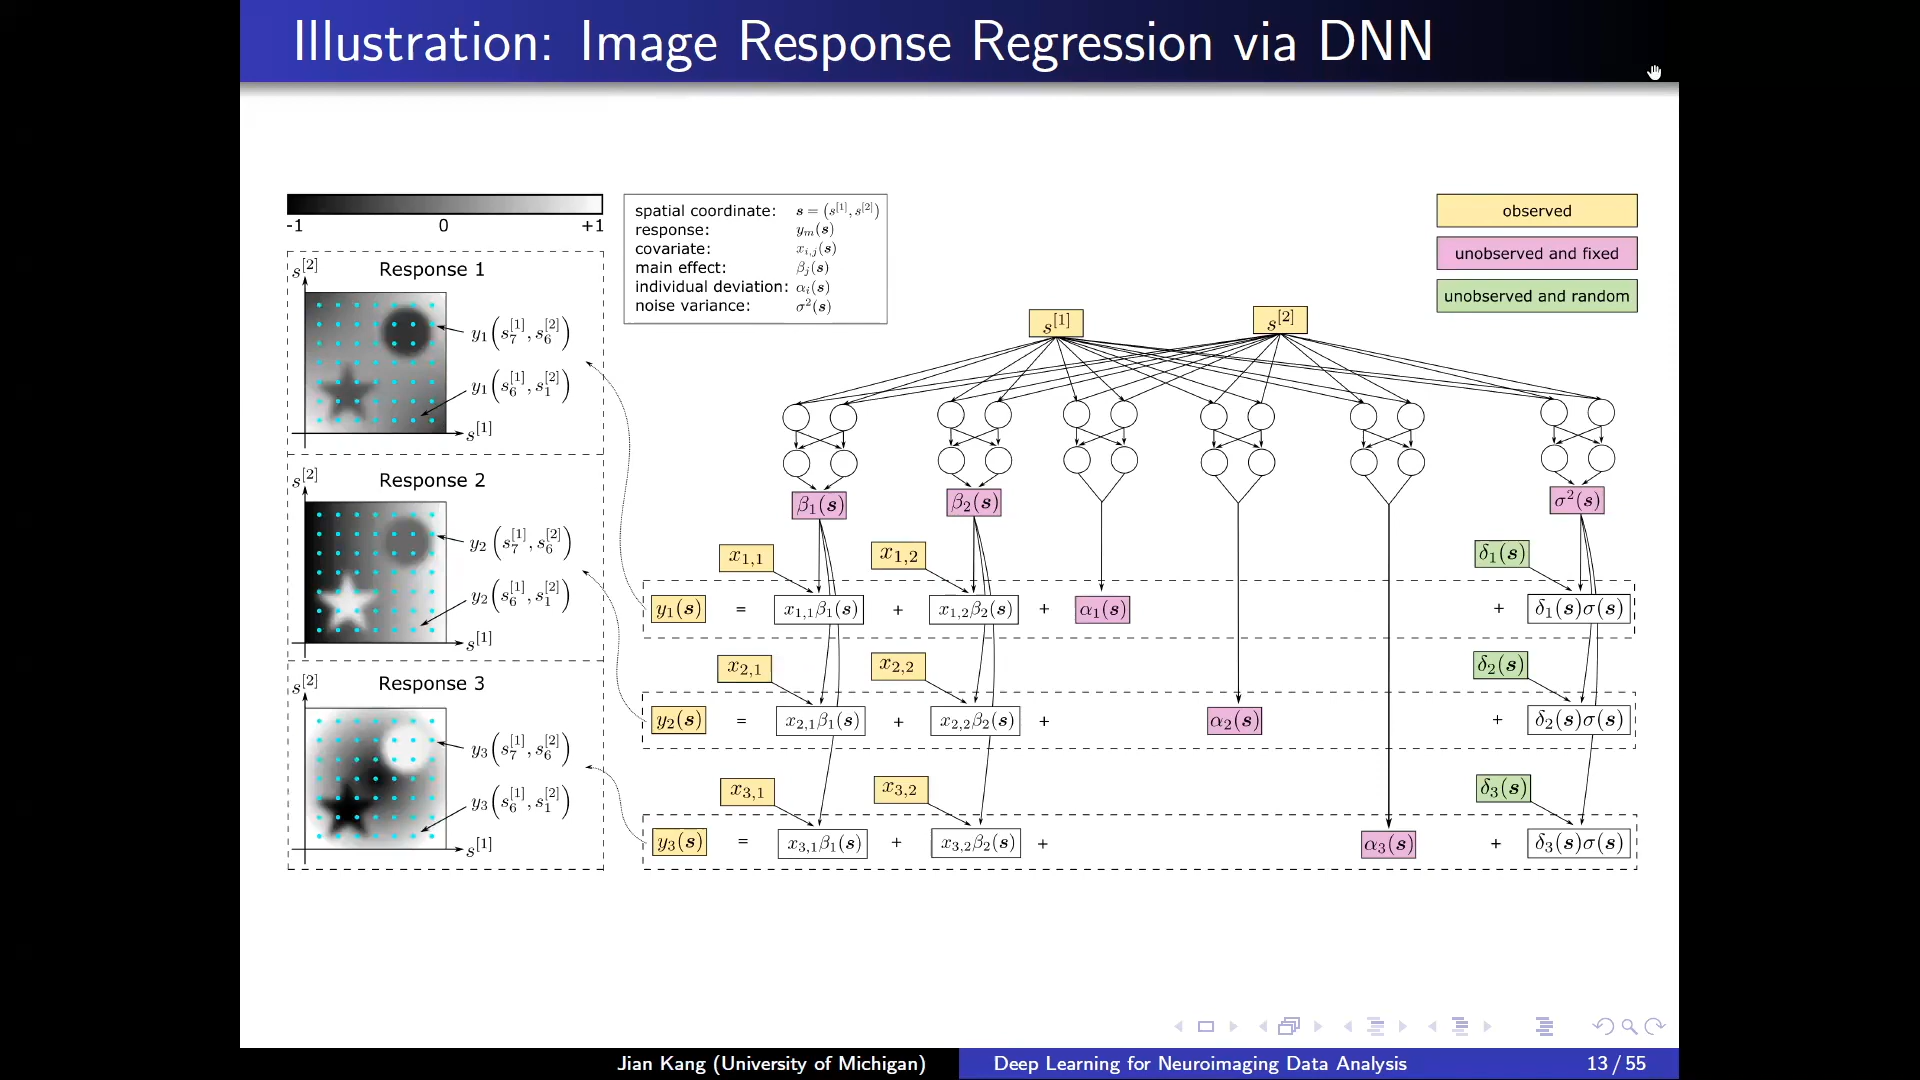 Illustration: Image Response Regression via DNN
-1 0 +1
spatial coordinate: s = (s^[1], s^[2])
response: y_m(s)
covariate: x_{i,j}(s)
main effect: β_j(s)
individual deviation: α_i(s)
noise variance: σ²(s)
observed
unobserved and fixed
unobserved and random
s^[2]
Response 1
y_1(s_7^[1], s_6^[2])
y_1(s_6^[1], s_1^[2])
s^[1]
s^[2]
Response 2
y_2(s_7^[1], s_6^[2])
y_2(s_6^[1], s_1^[2])
s^[1]
s^[2]
Response 3
y_3(s_7^[1], s_6^[2])
y_3(s_6^[1], s_1^[2])
s^[1]
s^[1] s^[2]
β_1(s) β_2(s) σ²(s)
x_{1,1} x_{1,2} δ_1(s)
y_1(s) = x_{1,1}β_1(s) + x_{1,2}β_2(s) + α_1(s) + δ_1(s)σ(s)
x_{2,1} x_{2,2} δ_2(s)
y_2(s) = x_{2,1}β_1(s) + x_{2,2}β_2(s) + α_2(s) + δ_2(s)σ(s)
x_{3,1} x_{3,2} δ_3(s)
y_3(s) = x_{3,1}β_1(s) + x_{3,2}β_2(s) + α_3(s) + δ_3(s)σ(s)
Jian Kang (University of Michigan) Deep Learning for Neuroimaging Data Analysis 13 / 55